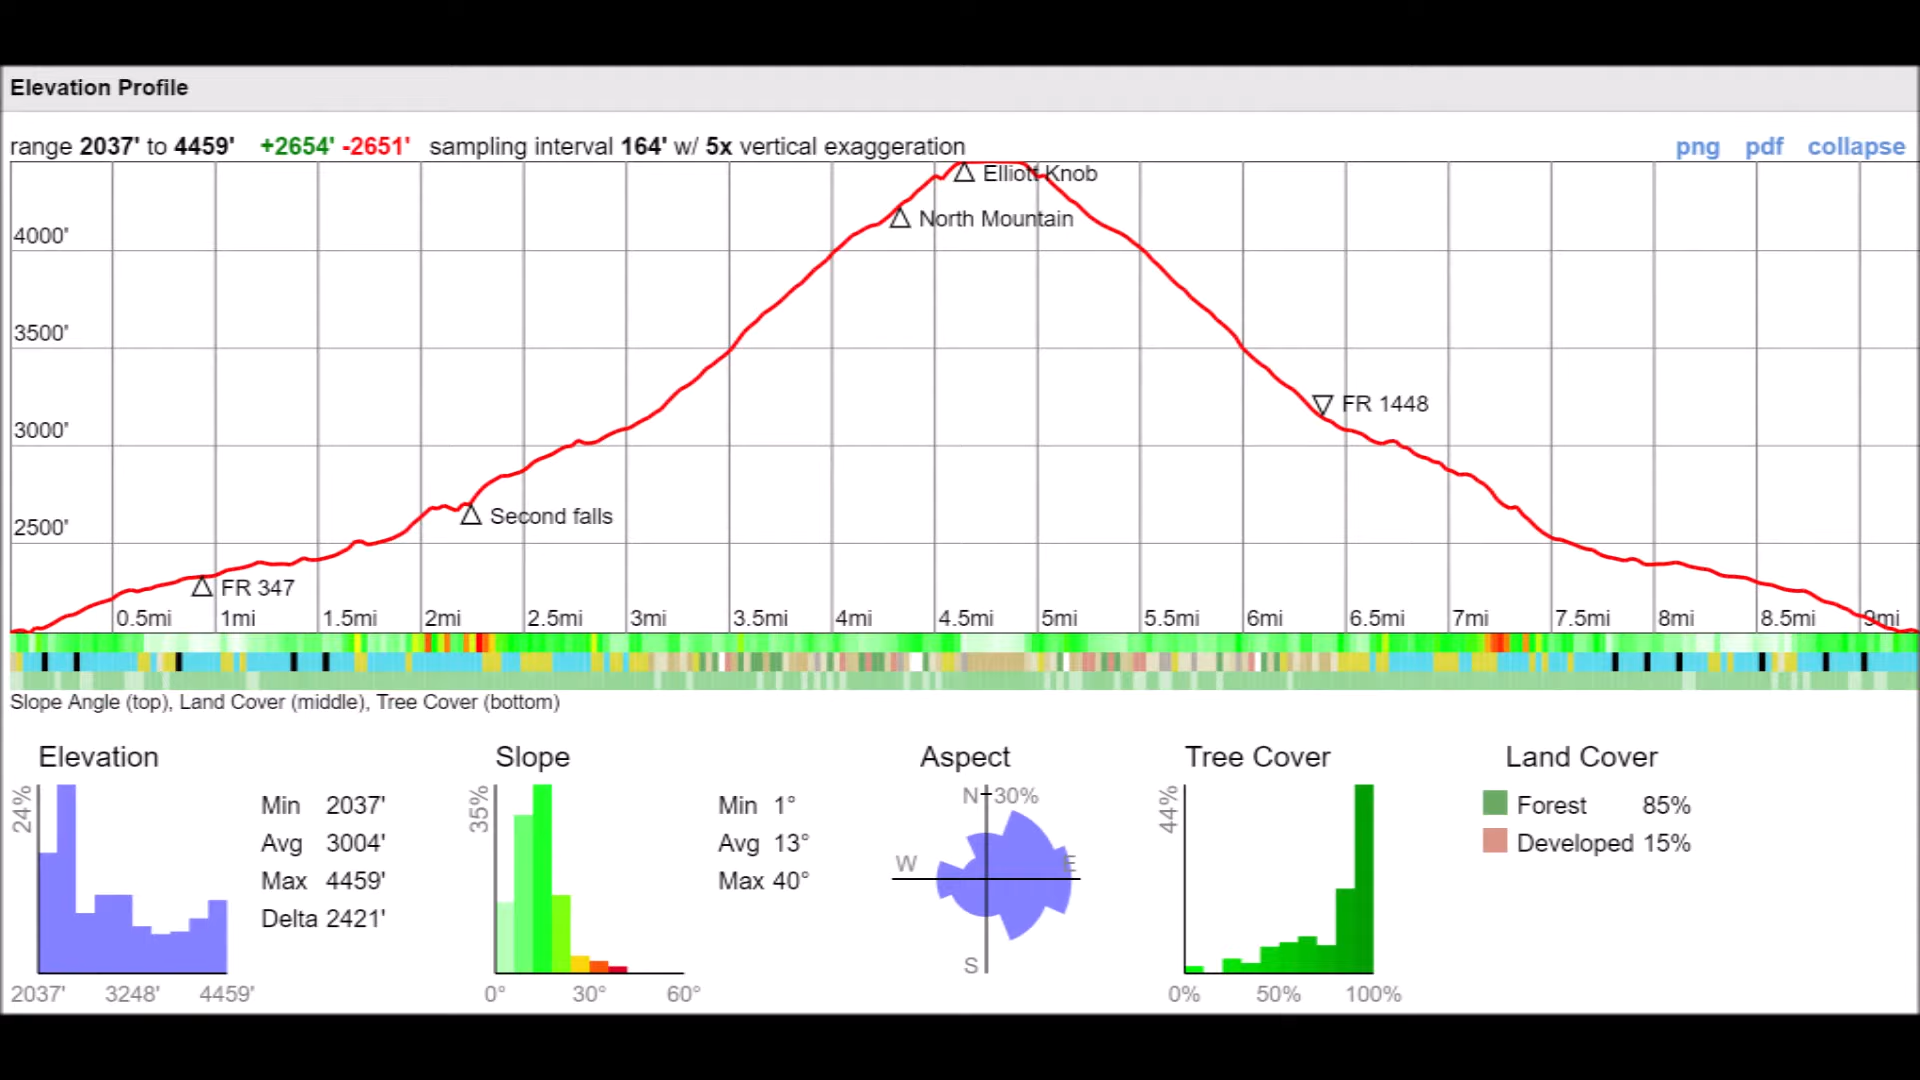 Elevation Profile
range 2037' to 4459' +2654' -2651' sampling interval 164' w/ 5x vertical exaggeration png pdf collapse
Elliott Knob
North Mountain
4000'
3500'
FR 1448
3000'
Second falls
2500'
FR 347
0.5mi 1mi 1.5mi 2mi 2.5mi 3mi 3.5mi 4mi 4.5mi 5mi 5.5mi 6mi 6.5mi 7mi 7.5mi 8mi 8.5mi 9mi
Slope Angle (top), Land Cover (middle), Tree Cover (bottom)
Elevation
24%
Min 2037'
Avg 3004'
Max 4459'
Delta 2421'
2037' 3248' 4459'
Slope
35%
Min 1°
Avg 13°
Max 40°
0° 30° 60°
Aspect
N 30%
W E
S
Tree Cover
44%
0% 50% 100%
Land Cover
Forest 85%
Developed 15%